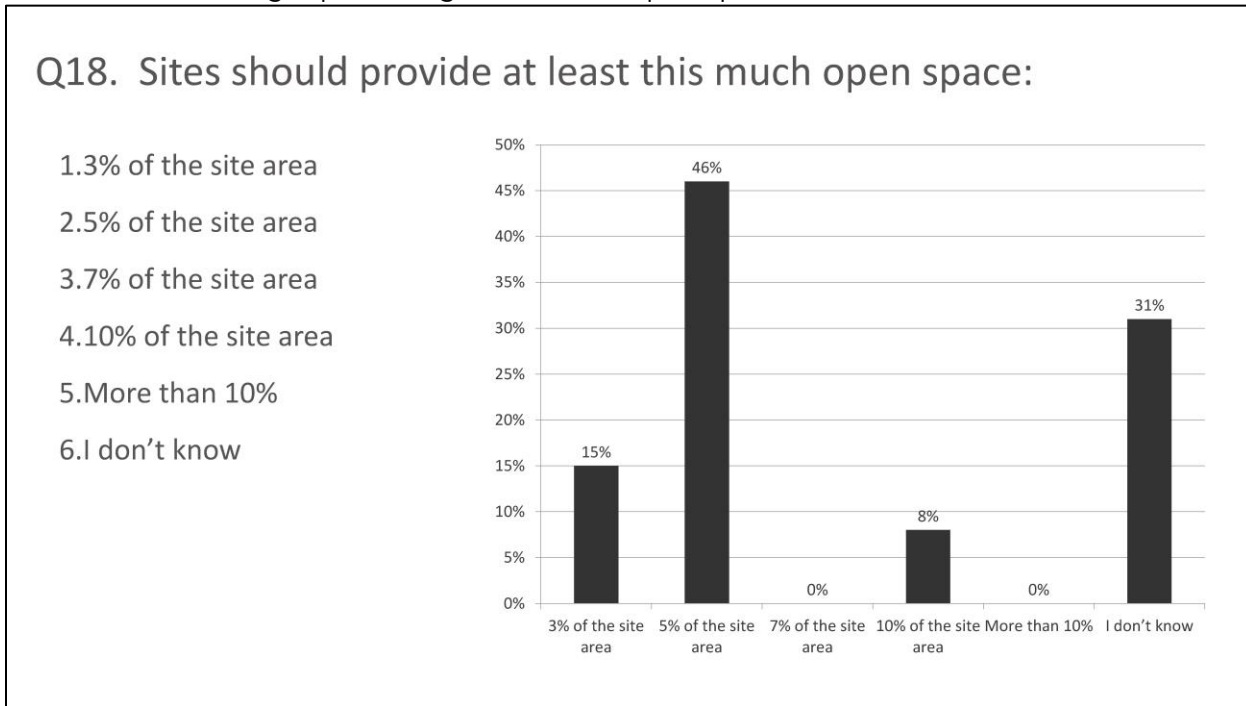 Q18. Sites should provide at least this much open space:
1.3% of the site area
2.5% of the site area
3.7% of the site area
4.10% of the site area
5.More than 10%
6.I don't know
50%
45%
40%
35%
30%
25%
20%
15%
10%
5%
0%
15%
46%
0%
8%
0%
31%
3% of the site
area
5% of the site
area
7% of the site
area
10% of the site
area
More than 10%
I don't know